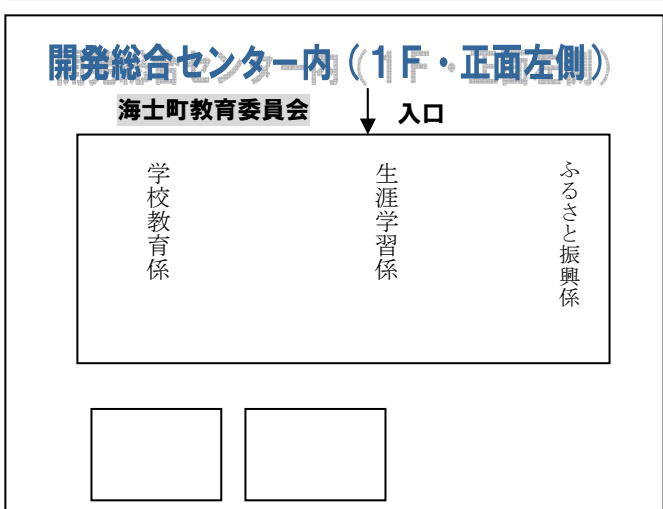 開発総合センター内(１Ｆ・正面左側)
海士町教育委員会
入口
学校教育係
生涯学習係
ふるさと振興係